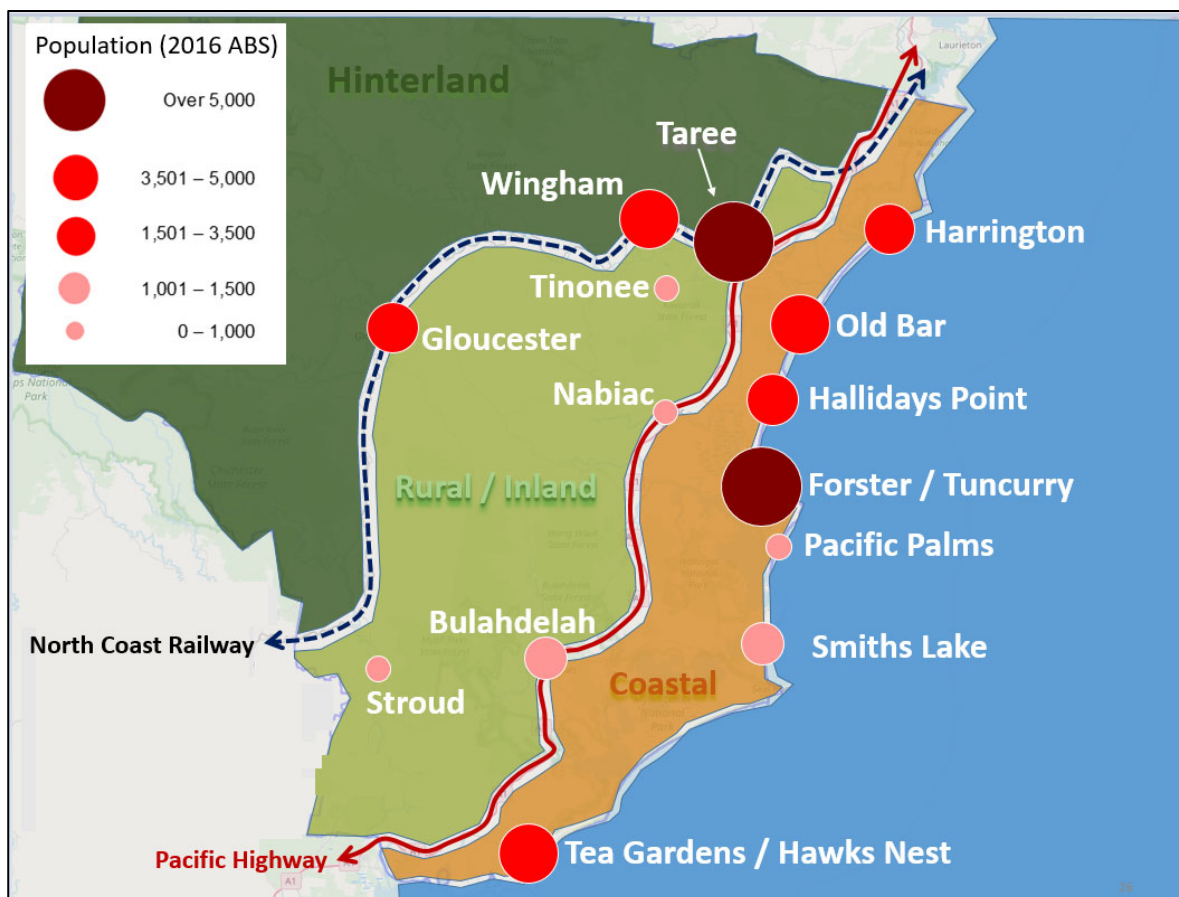 Population (2016 ABS)
Over 5,000
3,501 – 5,000
1,501 – 3,500
1,001 – 1,500
0 – 1,000
Hinterland
Laurieton
Taree
Wingham
Harrington
Tinonee
Old Bar
Gloucester
Nabiac
Hallidays Point
Rural / Inland
Forster / Tuncurry
Pacific Palms
Bulahdelah
North Coast Railway
Smiths Lake
Stroud
Coastal
Pacific Highway
Tea Gardens / Hawks Nest
A1
26